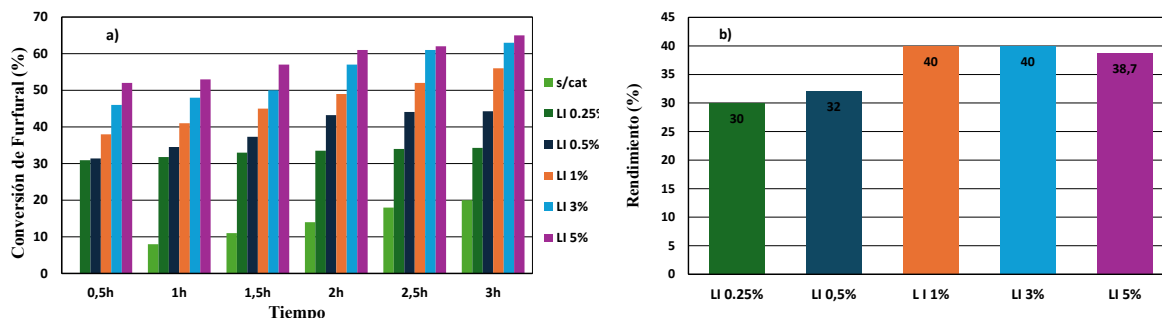 a)
Conversión de Furfural (%)
70
60
50
40
30
20
10
0
0,5h 1h 1,5h 2h 2,5h 3h
Tiempo
s/cat
LI 0.25%
LI 0.5%
LI 1%
LI 3%
LI 5%
b)
Rendimiento (%)
45
40
35
30
25
20
15
10
5
0
30
32
40
40
38,7
LI 0.25% LI 0,5% L I 1% LI 3% LI 5%